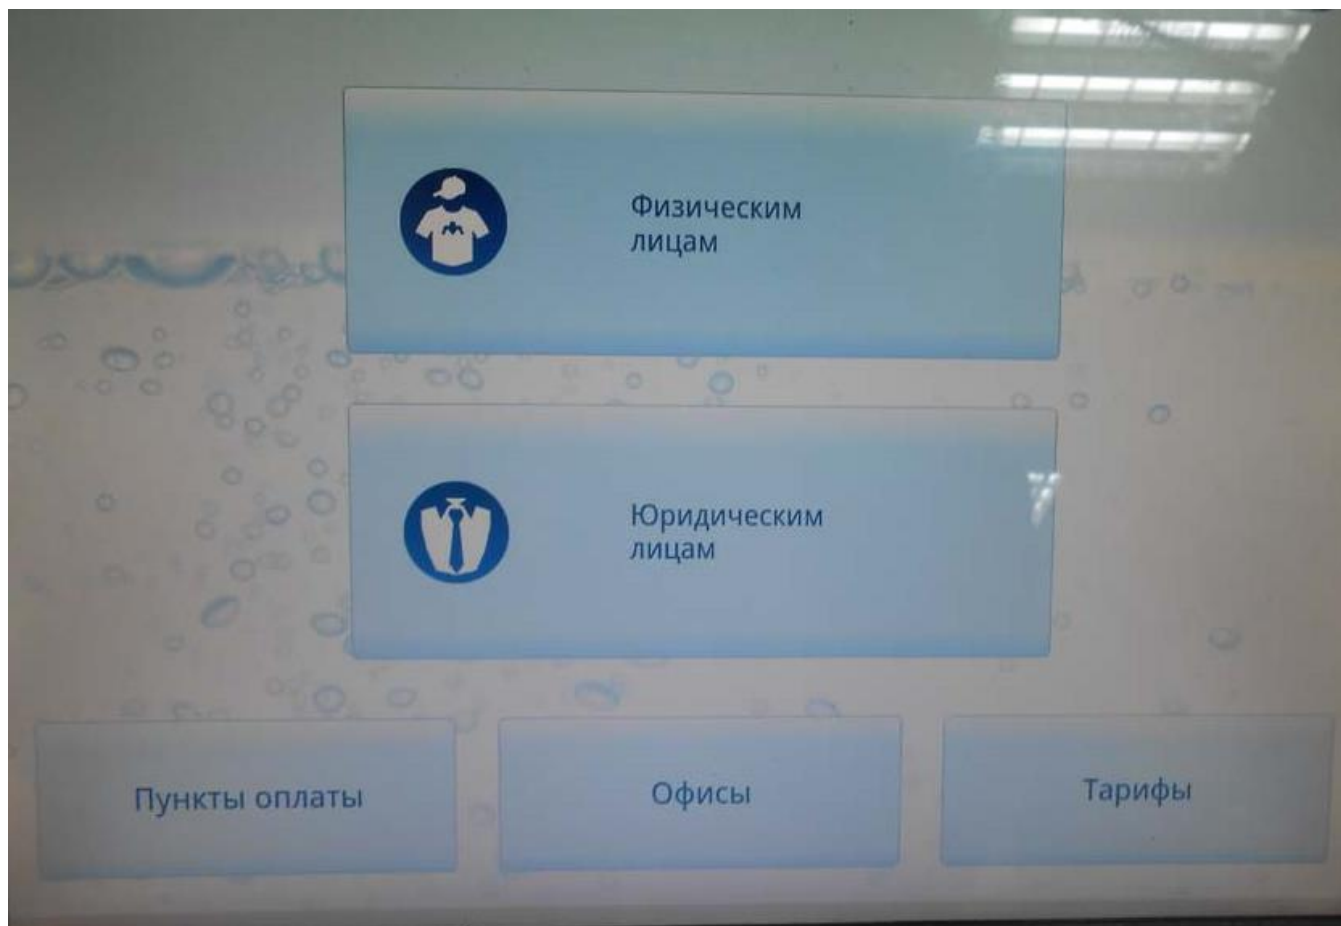 Физическим
лицам
Юридическим
лицам
Пункты оплаты
Офисы
Тарифы